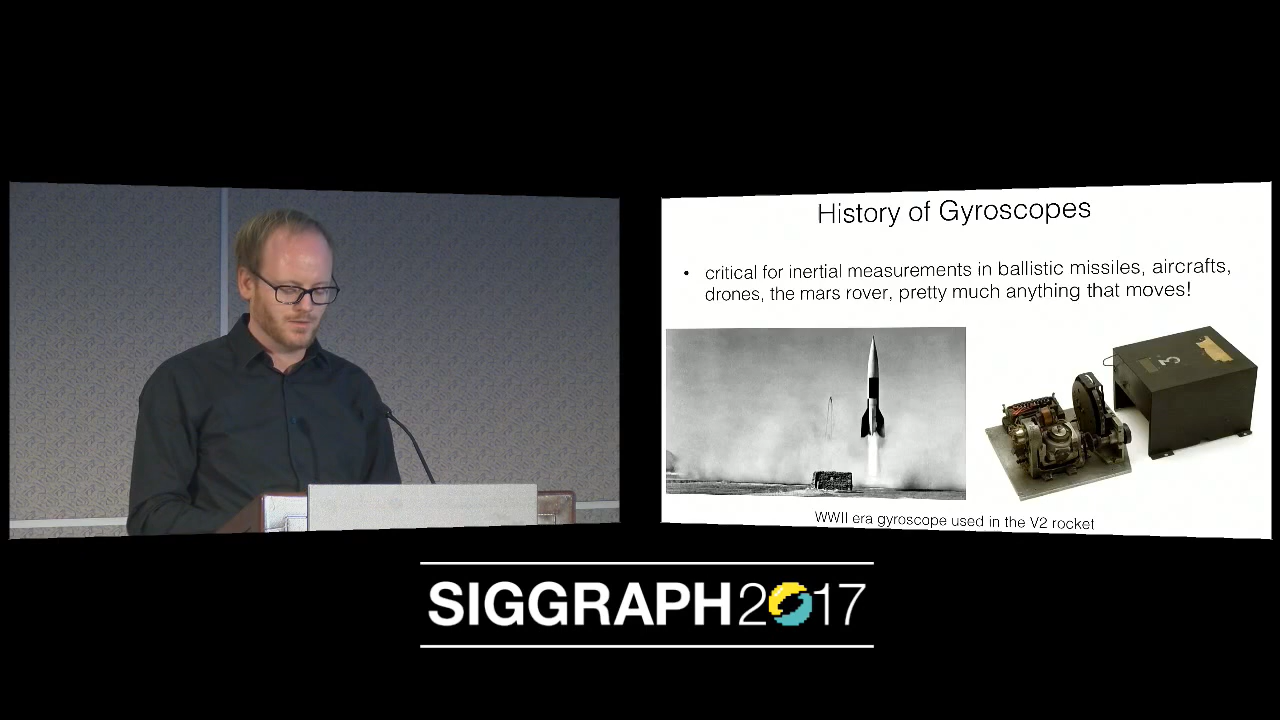 History of Gyroscopes
• critical for inertial measurements in ballistic missiles, aircrafts,
drones, the mars rover, pretty much anything that moves!
3
WWII era gyroscope used in the V2 rocket
SIGGRAPH2017